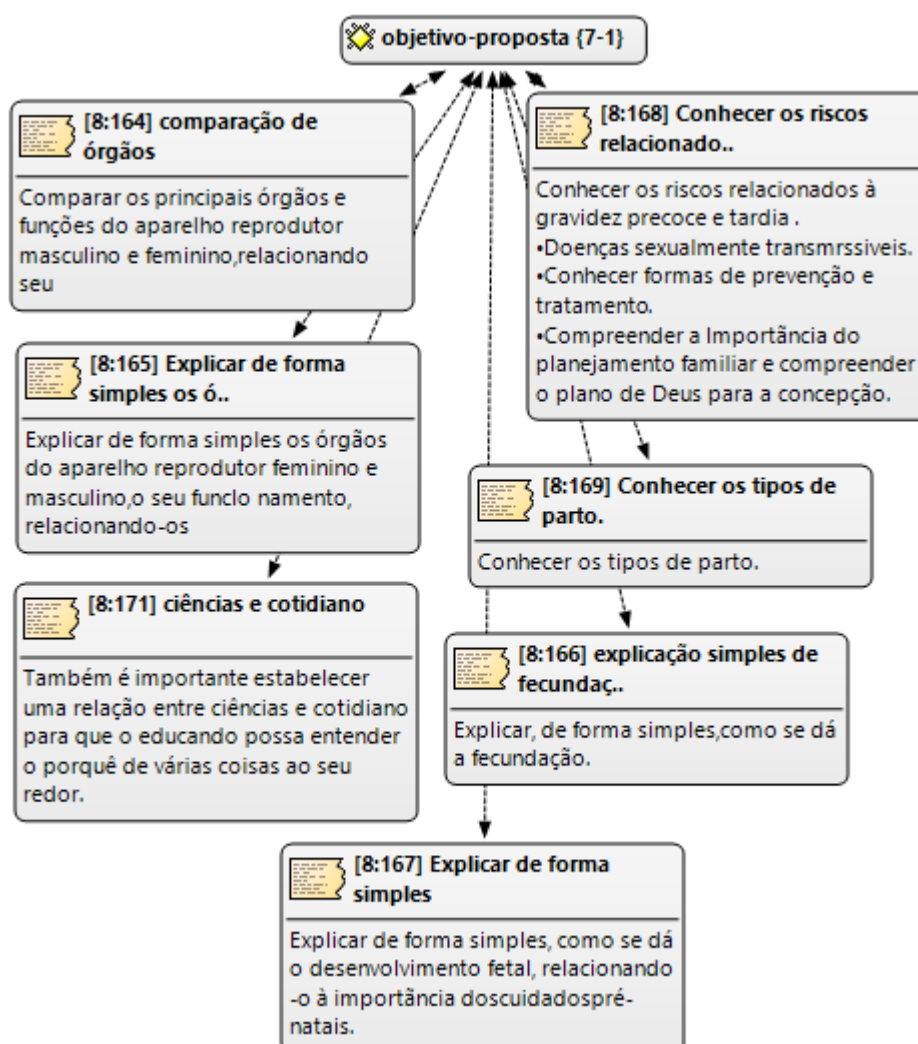 objetivo-proposta {7-1}
[8:164] comparação de
órgãos
Comparar os principais órgãos e
funções do aparelho reprodutor
masculino e feminino,relacionando
seu
[8:168] Conhecer os riscos
relacionado..
Conhecer os riscos relacionados à
gravidez precoce e tardia .
•Doenças sexualmente transmrssiveis.
•Conhecer formas de prevenção e
tratamento.
•Compreender a Importância do
planejamento familiar e compreender
o plano de Deus para a concepção.
[8:165] Explicar de forma
simples os ó..
Explicar de forma simples os órgãos
do aparelho reprodutor feminino e
masculino,o seu funclo namento,
relacionando-os
[8:169] Conhecer os tipos de
parto.
Conhecer os tipos de parto.
[8:171] ciências e cotidiano
Também é importante estabelecer
uma relação entre ciências e cotidiano
para que o educando possa entender
o porquê de várias coisas ao seu
redor.
[8:166] explicação simples de
fecundaç..
Explicar, de forma simples,como se dá
a fecundação.
[8:167] Explicar de forma
simples
Explicar de forma simples, como se dá
o desenvolvimento fetal, relacionando
-o à importãncia doscuidadospré-
natais.